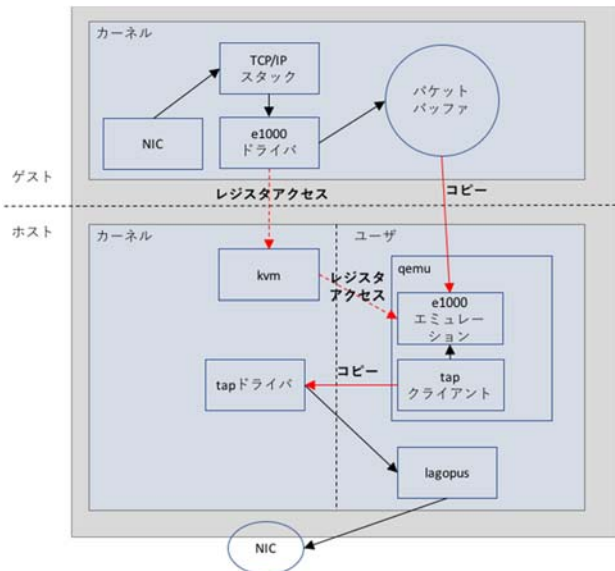 カーネル
TCP/IP
スタック
パケット
バッファ
NIC
e1000
ドライバ
ゲスト
レジスタアクセス
コピー
ホスト
カーネル
ユーザ
qemu
kvm
レジスタ
アクセス
e1000
エミュレー
ション
コピー
tapドライバ
tap
クライアント
lagopus
NIC